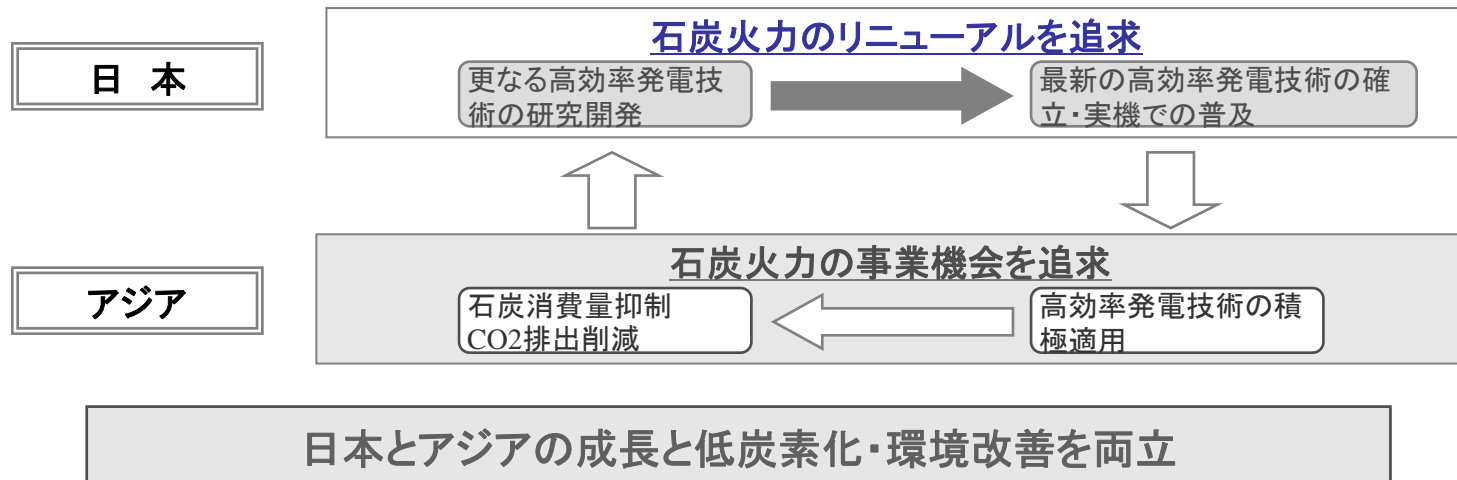 石炭火力のリニューアルを追求
日 本
更なる高効率発電技
術の研究開発
最新の高効率発電技術の確
立・実機での普及
石炭火力の事業機会を追求
アジア
石炭消費量抑制
CO2排出削減
高効率発電技術の積
極適用
日本とアジアの成長と低炭素化・環境改善を両立